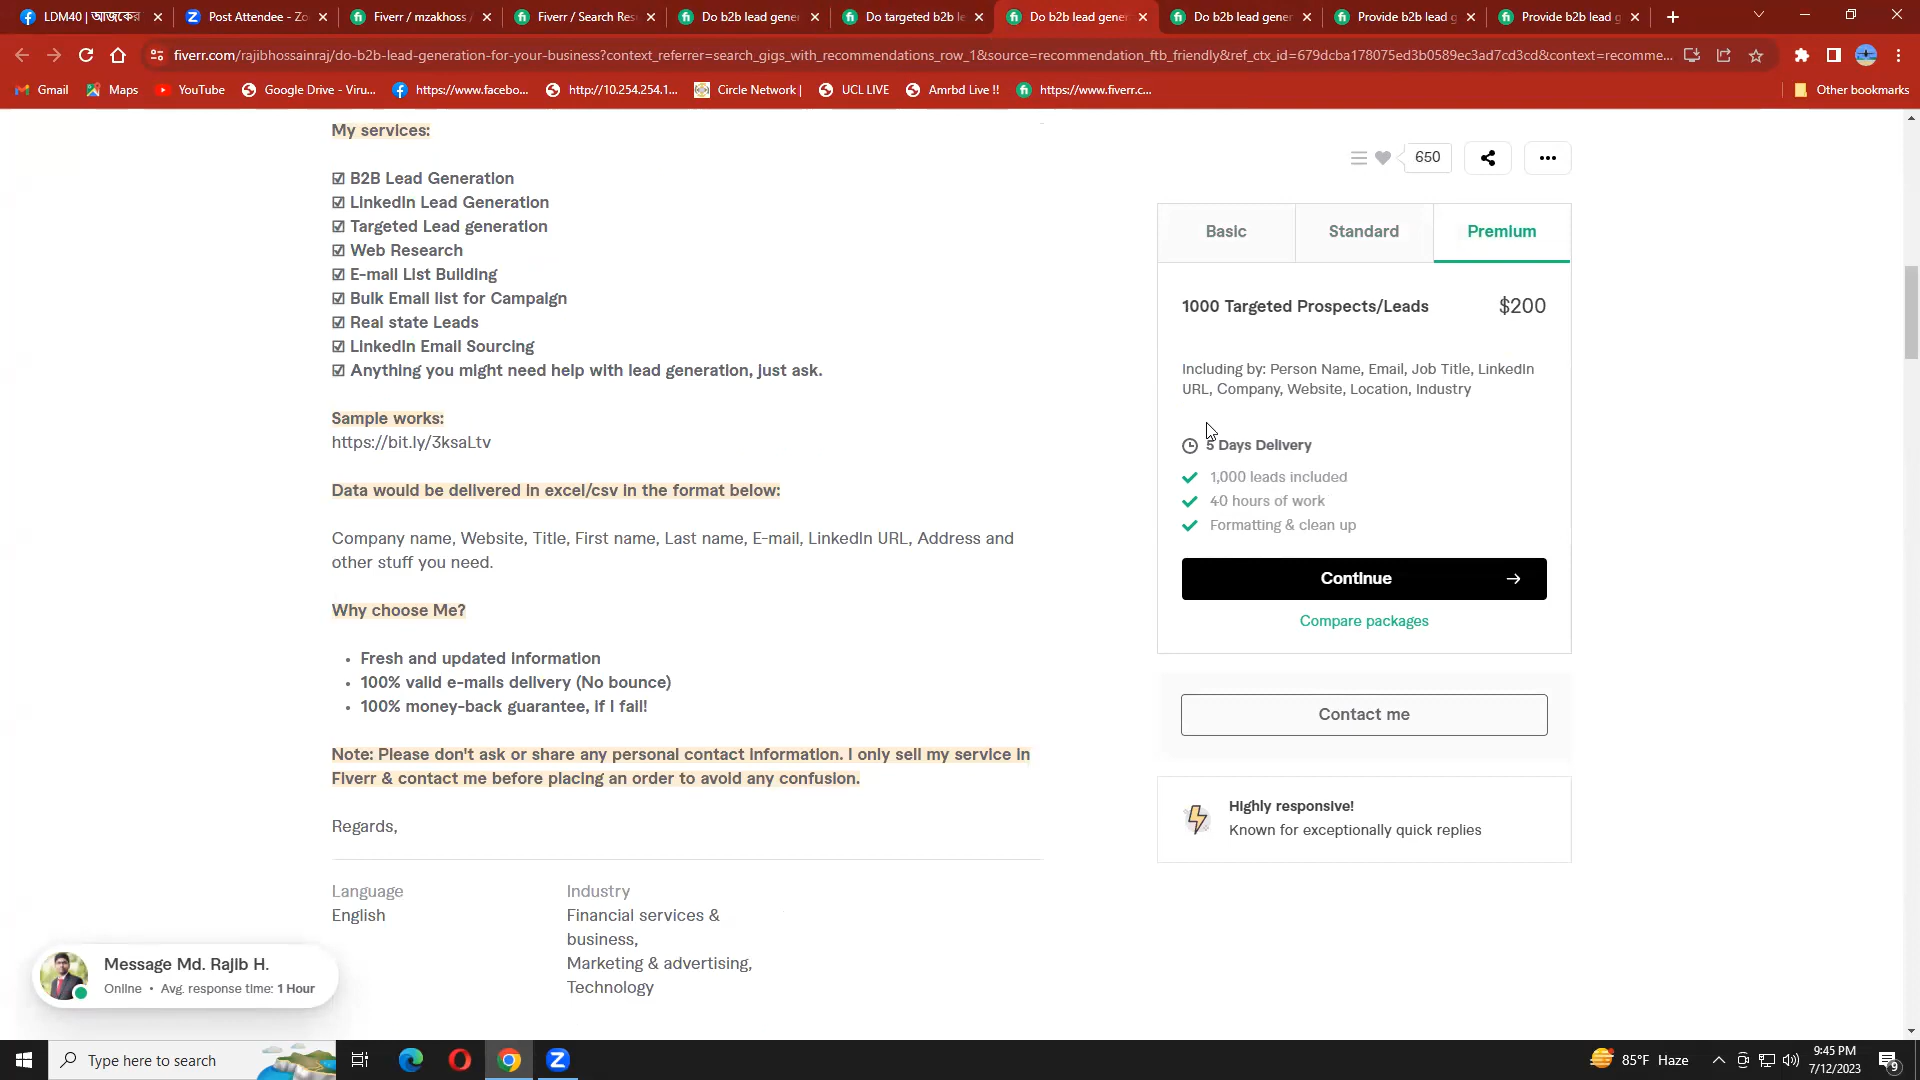 LDM40 | আজকের
Post Attendee - Zo
Fiverr / mzakhoss
Fiverr / Search Res
Do b2b lead gener
Do targeted b2b le
Do b2b lead gener
Do b2b lead gener
Provide b2b lead g
Provide b2b lead g
fiverr.com/rajibhossainraj/do-b2b-lead-generation-for-your-business?context_referrer=search_gigs_with_recommendations_row_1&source=recommendation_ftb_friendly&ref_ctx_id=679dcba178075ed3b0589ec3ad7cd3cd&context=recomme...
Gmail
Maps
YouTube
Google Drive - Viru...
https://www.facebo...
http://10.254.254.1...
Circle Network |
UCL LIVE
Amrbd Live !!
https://www.fiverr.c...
Other bookmarks
My services:
☑ B2B Lead Generation
☑ LinkedIn Lead Generation
☑ Targeted Lead generation
☑ Web Research
☑ E-mail List Building
☑ Bulk Email list for Campaign
☑ Real state Leads
☑ LinkedIn Email Sourcing
☑ Anything you might need help with lead generation, just ask.
Sample works:
https://bit.ly/3ksaLtv
Data would be delivered in excel/csv in the format below:
Company name, Website, Title, First name, Last name, E-mail, LinkedIn URL, Address and
other stuff you need.
Why choose Me?
• Fresh and updated information
• 100% valid e-mails delivery (No bounce)
• 100% money-back guarantee, if I fail!
Note: Please don't ask or share any personal contact information. I only sell my service in
Fiverr & contact me before placing an order to avoid any confusion.
Regards,
Language
English
Industry
Financial services &
business,
Marketing & advertising,
Technology
650
Basic
Standard
Premium
1000 Targeted Prospects/Leads $200
Including by: Person Name, Email, Job Title, LinkedIn
URL, Company, Website, Location, Industry
5 Days Delivery
1,000 leads included
40 hours of work
Formatting & clean up
Continue →
Compare packages
Contact me
Highly responsive!
Known for exceptionally quick replies
Message Md. Rajib H.
Online • Avg. response time: 1 Hour
Type here to search
85°F Haze
9:45 PM
7/12/2023
9